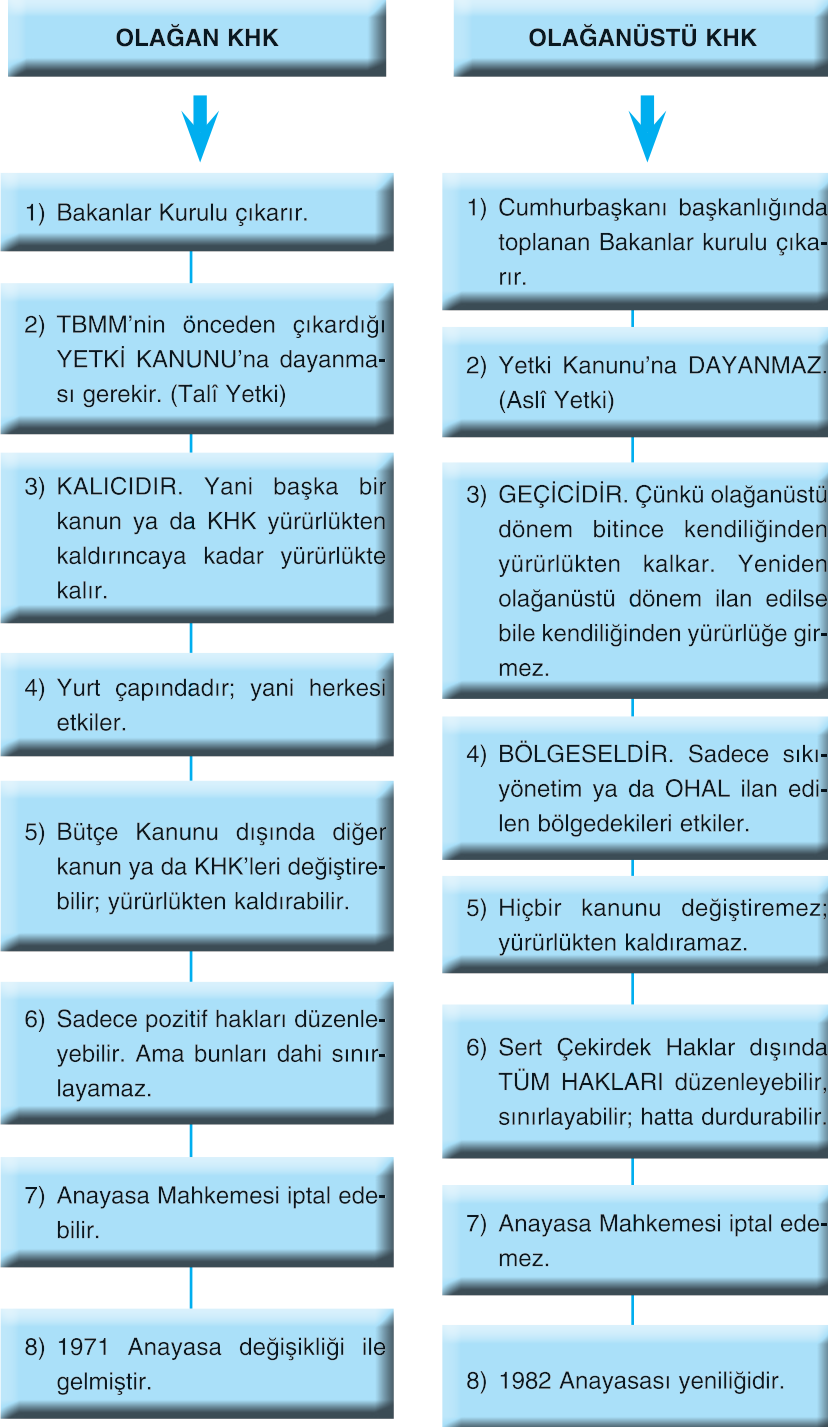 OLAĞAN KHK
1) Bakanlar Kurulu çıkarır.
2) TBMM’nin önceden çıkardığı
YETKİ KANUNU’na dayanma-
sı gerekir. (Talî Yetki)
3) KALICIDIR. Yani başka bir
kanun ya da KHK yürürlükten
kaldırıncaya kadar yürürlükte
kalır.
4) Yurt çapındadır; yani herkesi
etkiler.
5) Bütçe Kanunu dışında diğer
kanun ya da KHK’leri değiştire-
bilir; yürürlükten kaldırabilir.
6) Sadece pozitif hakları düzenle-
yebilir. Ama bunları dahi sınır-
layamaz.
7) Anayasa Mahkemesi iptal ede-
bilir.
8) 1971 Anayasa değişikliği ile
gelmiştir.
OLAĞANÜSTÜ KHK
1) Cumhurbaşkanı başkanlığında
toplanan Bakanlar kurulu çıka-
rır.
2) Yetki Kanunu’na DAYANMAZ.
(Aslî Yetki)
3) GEÇİCİDİR. Çünkü olağanüstü
dönem bitince kendiliğinden
yürürlükten kalkar. Yeniden
olağanüstü dönem ilan edilse
bile kendiliğinden yürürlüğe gir-
mez.
4) BÖLGESELDİR. Sadece sıkı-
yönetim ya da OHAL ilan edi-
len bölgedekileri etkiler.
5) Hiçbir kanunu değiştiremez;
yürürlükten kaldıramaz.
6) Sert Çekirdek Haklar dışında
TÜM HAKLARI düzenleyebilir,
sınırlayabilir; hatta durdurabilir.
7) Anayasa Mahkemesi iptal ede-
mez.
8) 1982 Anayasası yeniliğidir.